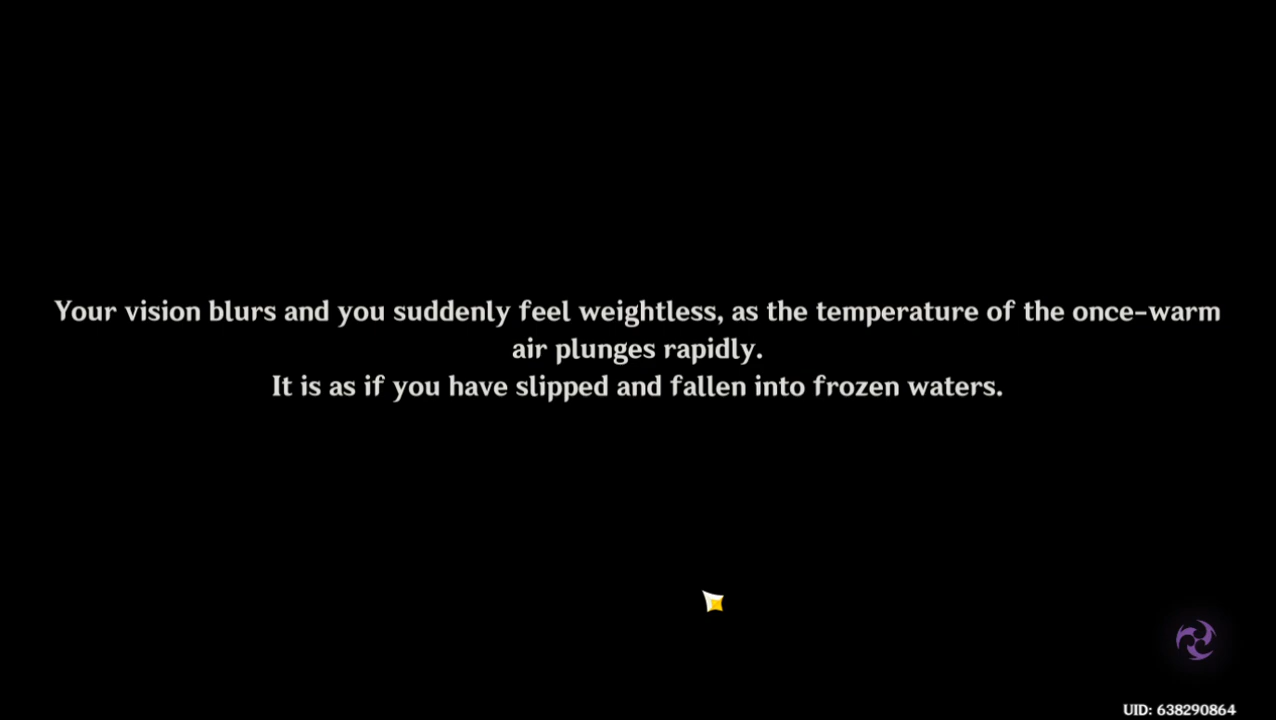 Your vision blurs and you suddenly feel weightless, as the temperature of the once-warm
air plunges rapidly.
It is as if you have slipped and fallen into frozen waters.
UID: 638290864